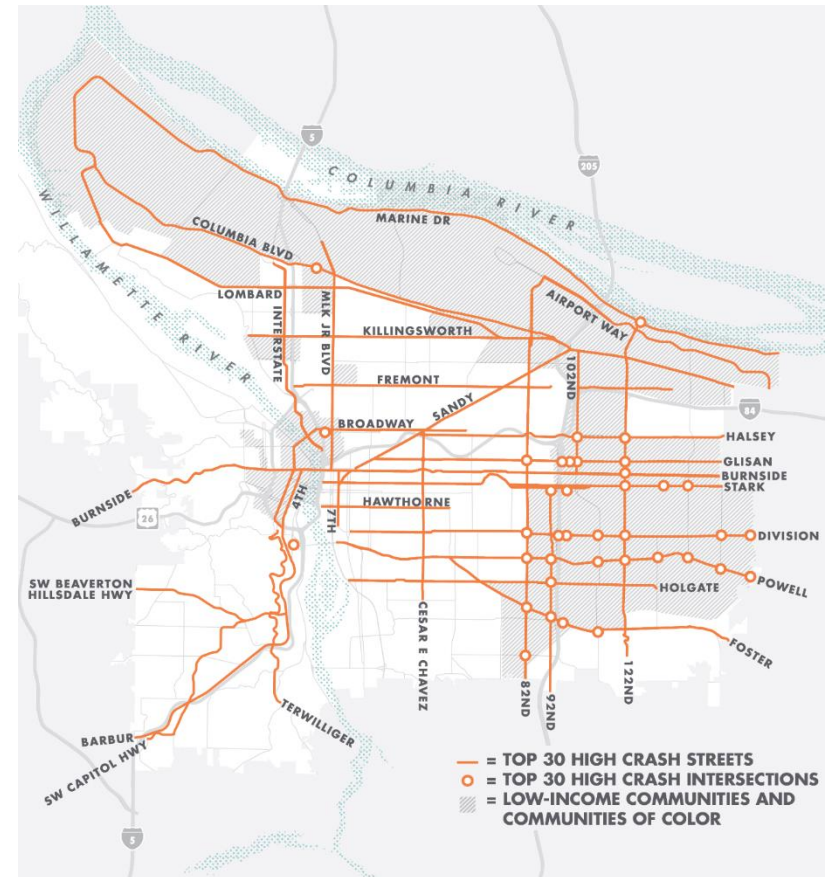 5
205
COLUMBIA RIVER
MARINE DR
WILLAMETTE RIVER
COLUMBIA BLVD
LOMBARD
INTERSTATE
MLK JR BLVD
AIRPORT WAY
KILLINGSWORTH
102ND
FREMONT
SANDY
84
BROADWAY
HALSEY
GLISAN
BURNSIDE
STARK
BURNSIDE
4TH
7TH
HAWTHORNE
26
DIVISION
SW BEAVERTON
HILLSDALE HWY
HOLGATE
POWELL
CESAR E CHAVEZ
FOSTER
82ND
92ND
122ND
TERWILLIGER
BARBUR
SW CAPITOL HWY
5
= TOP 30 HIGH CRASH STREETS
= TOP 30 HIGH CRASH INTERSECTIONS
= LOW-INCOME COMMUNITIES AND
COMMUNITIES OF COLOR